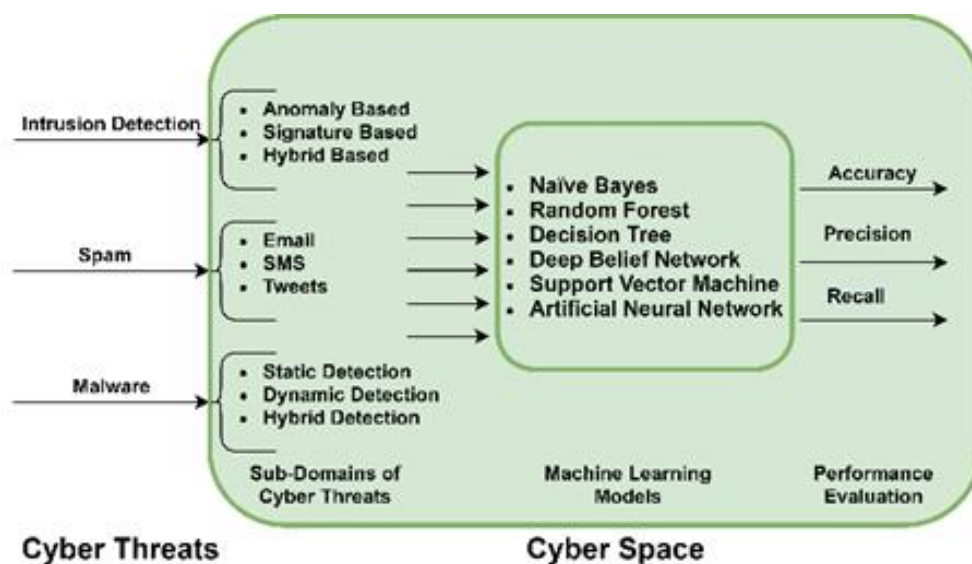 Intrusion Detection
Anomaly Based
Signature Based
Hybrid Based
Spam
Email
SMS
Tweets
Malware
Static Detection
Dynamic Detection
Hybrid Detection
Naïve Bayes
Random Forest
Decision Tree
Deep Belief Network
Support Vector Machine
Artificial Neural Network
Accuracy
Precision
Recall
Sub-Domains of
Cyber Threats
Machine Learning
Models
Performance
Evaluation
Cyber Threats
Cyber Space